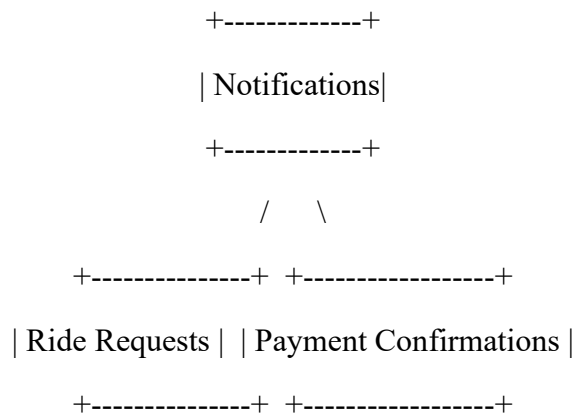 +-------------+
| Notifications|
+-------------+
/ \
+---------------+ +------------------+
| Ride Requests | | Payment Confirmations |
+---------------+ +------------------+